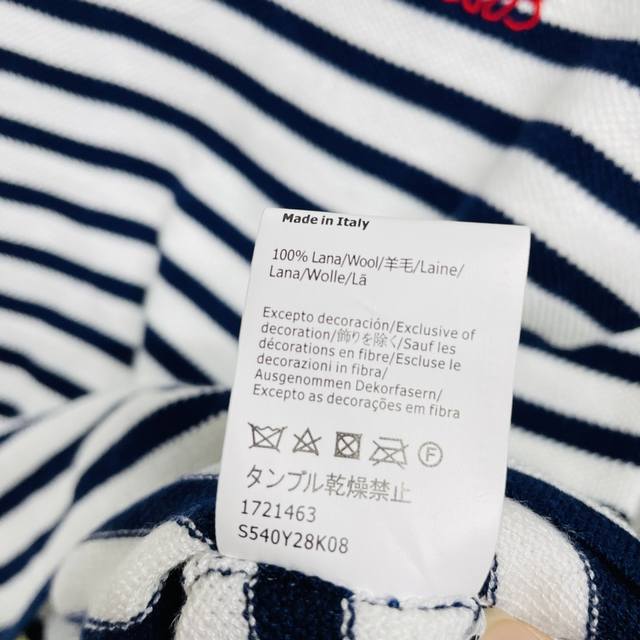 Made in Italy
100% Lana/Wool/羊毛/Laine/
Lana/Wolle/Lã
Excepto decoración/Exclusive of
decoration/飾りを除く/Sauf les
décorations en fibre/Escluse le
decorazioni in fibra/
Ausgenommen Dekorfasern/
Excepto as decorações em fibra
F
タンブル乾燥禁止
1721463
S540Y28K08